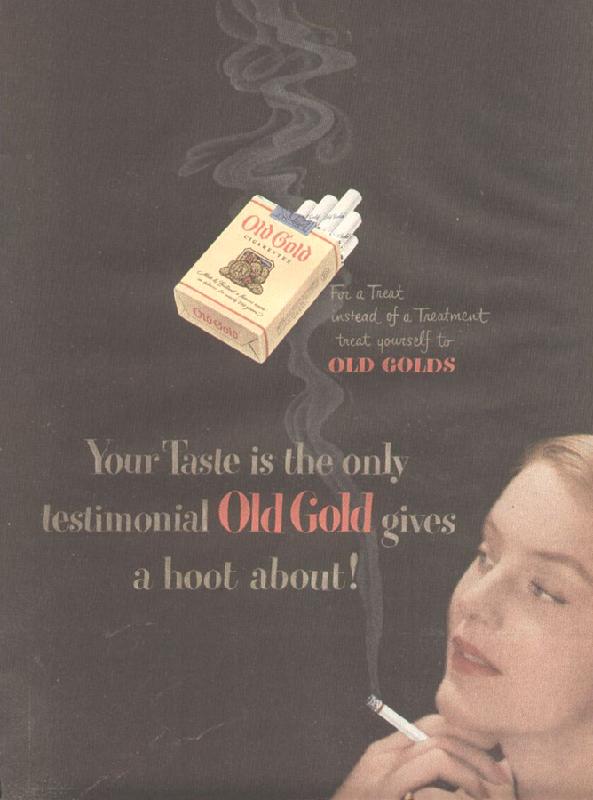 Old Gold
CIGARETTES
Old Gold
For a Treat
instead of a Treatment
treat yourself to
OLD GOLDS
Your Taste is the only
testimonial Old Gold gives
a hoot about!